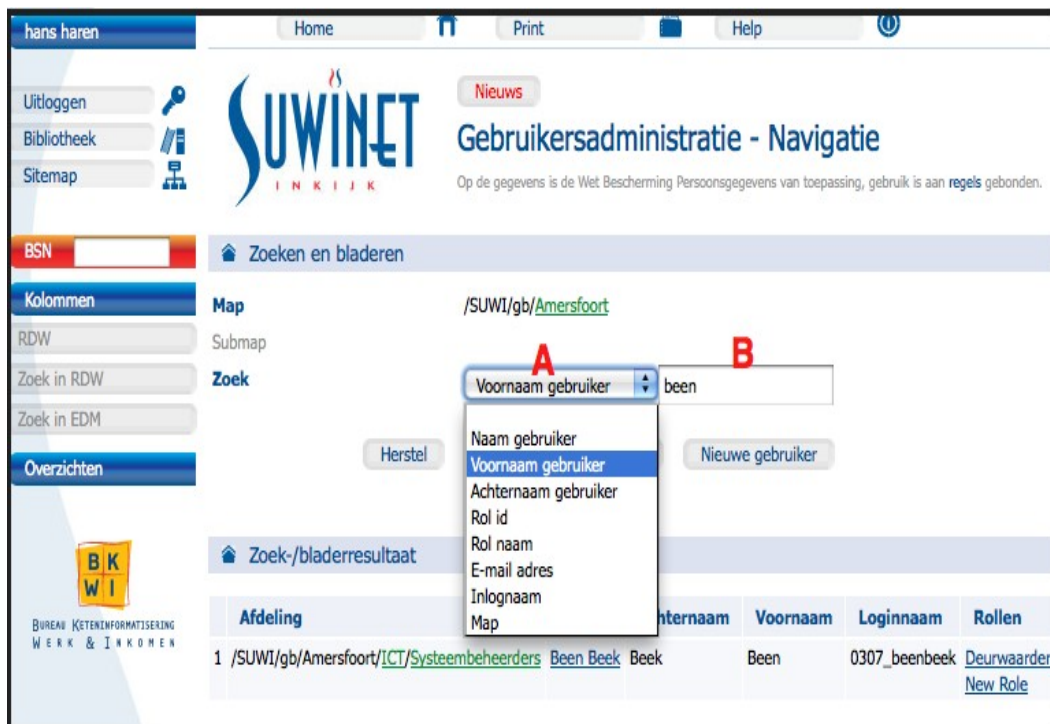 hans haren
Home Print Help
Uitloggen
Bibliotheek
Sitemap
SUWINET
INKIJK
Nieuws
Gebruikersadministratie - Navigatie
Op de gegevens is de Wet Bescherming Persoonsgegevens van toepassing, gebruik is aan regels gebonden.
BSN
Zoeken en bladeren
Kolommen
RDW
Zoek in RDW
Zoek in EDM
Overzichten
Map /SUWI/gb/Amersfoort
Submap
A B
Zoek Voornaam gebruiker been
Naam gebruiker
Voornaam gebruiker
Achternaam gebruiker
Rol id
Rol naam
E-mail adres
Inlognaam
Map
Herstel Nieuwe gebruiker
BKWI
BUREAU KETENINFORMATISERING
WERK & INKOMEN
Zoek-/bladerresultaat
Afdeling hternaam Voornaam Loginnaam Rollen
1 /SUWI/gb/Amersfoort/ICT/Systeembeheerders Been Beek Beek Been 0307_beenbeek Deurwaarder
New Role